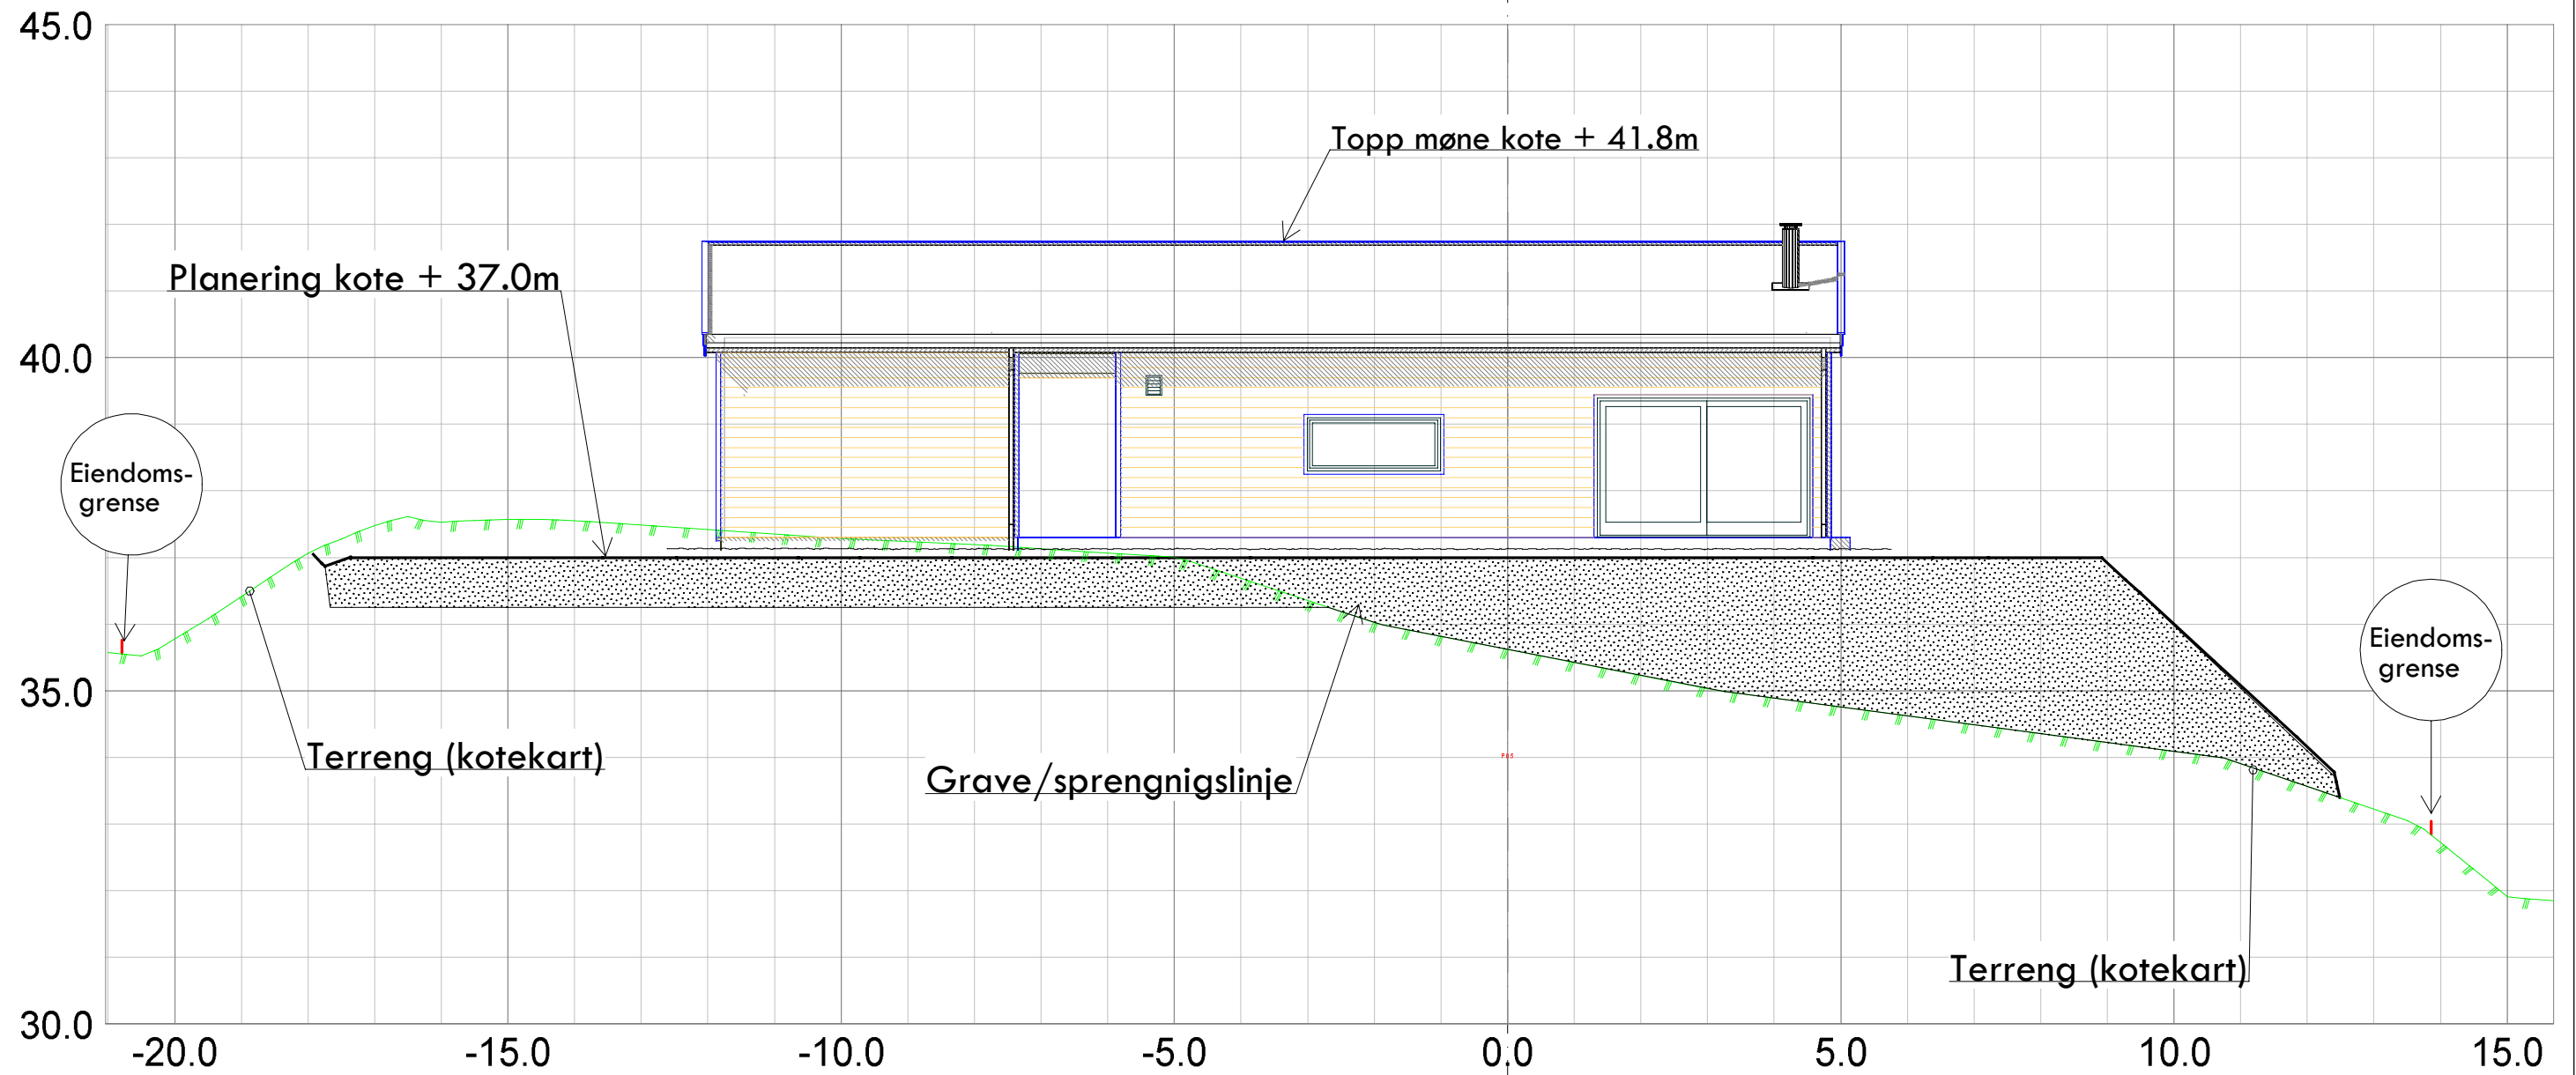 45.0
Topp møne kote + 41.8m
Planering kote + 37.0m
40.0
Eiendoms-
grense
Eiendoms-
grense
35.0
Terreng (kotekart)
Grave/sprengnigslinje
Terreng (kotekart)
30.0
-20.0 -15.0 -10.0 -5.0 0.0 5.0 10.0 15.0